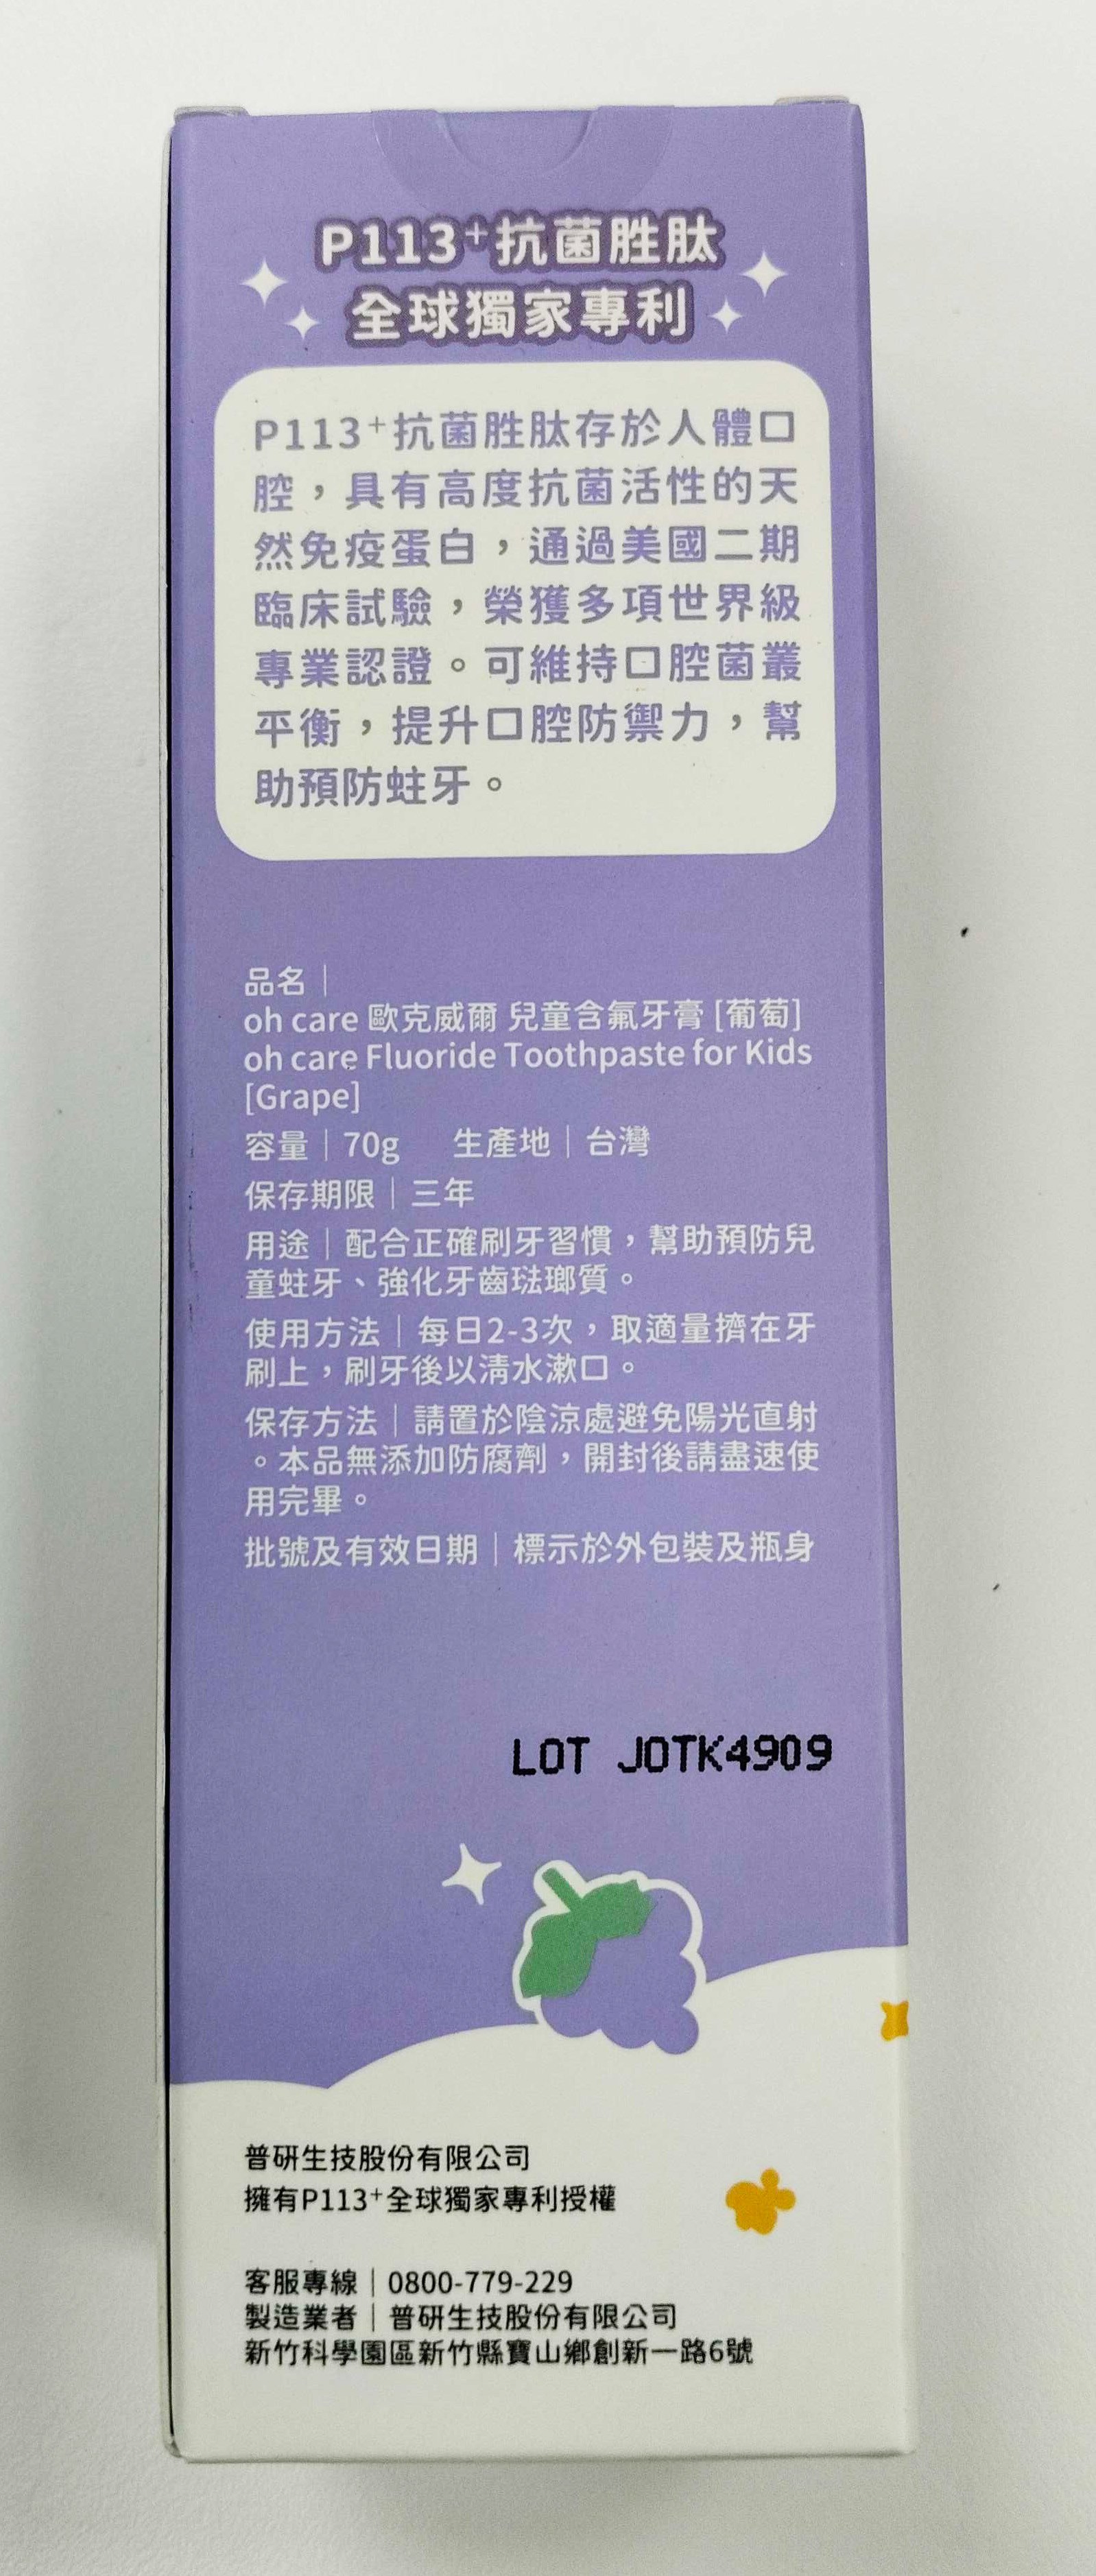 P113⁺抗菌胜肽
全球獨家專利
P113⁺抗菌胜肽存於人體口
腔，具有高度抗菌活性的天
然免疫蛋白，通過美國二期
臨床試驗，榮獲多項世界級
專業認證。可維持口腔菌叢
平衡，提升口腔防禦力，幫
助預防蛀牙。
品名｜
oh care 歐克威爾 兒童含氟牙膏 [葡萄]
oh care Fluoride Toothpaste for Kids
[Grape]
容量｜70g 生產地｜台灣
保存期限｜三年
用途｜配合正確刷牙習慣，幫助預防兒
童蛀牙、強化牙齒琺瑯質。
使用方法｜每日2-3次，取適量擠在牙
刷上，刷牙後以清水漱口。
保存方法｜請置於陰涼處避免陽光直射
。本品無添加防腐劑，開封後請盡速使
用完畢。
批號及有效日期｜標示於外包裝及瓶身
LOT JOTK4909
普研生技股份有限公司
擁有P113⁺全球獨家專利授權
客服專線｜0800-779-229
製造業者｜普研生技股份有限公司
新竹科學園區新竹縣寶山鄉創新一路6號